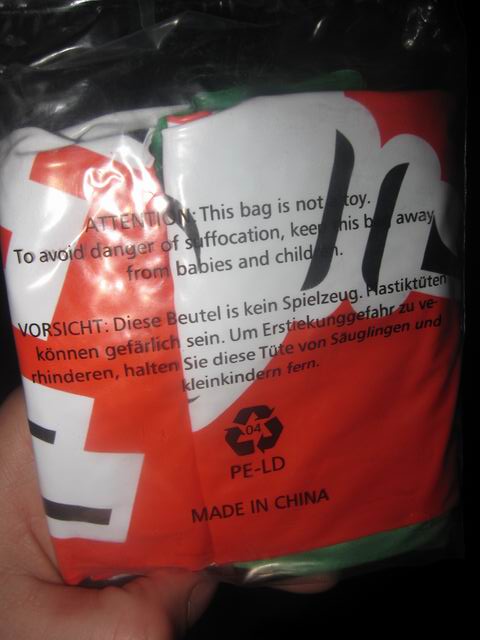 ATTENTION: This bag is not a toy.
To avoid danger of suffocation, keep this bag away
from babies and children.
VORSICHT: Diese Beutel is kein Spielzeug. Plastiktüten
können gefärlich sein. Um Erstiekunggefahr zu ve-
rhinderen, halten Sie diese Tüte von Säuglingen und
kleinkindern fern.
04
PE-LD
MADE IN CHINA